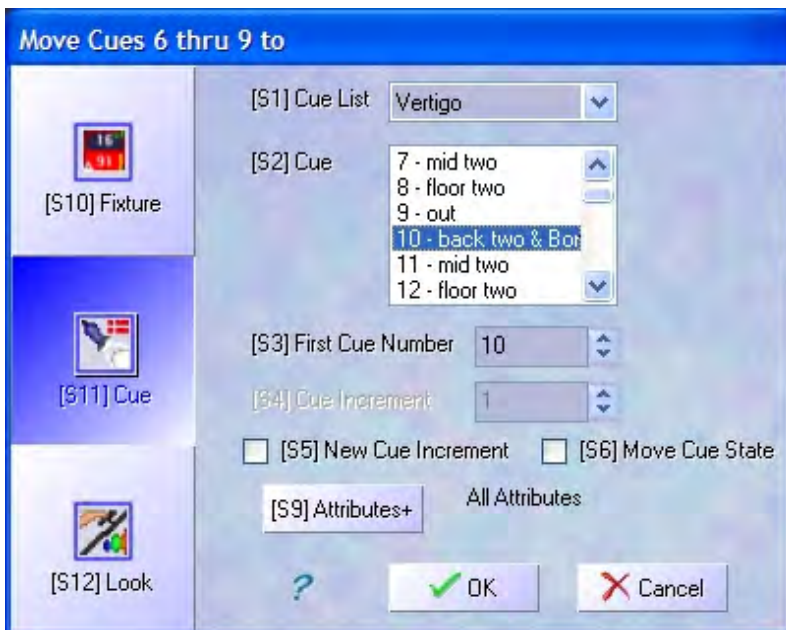 Move Cues 6 thru 9 to
[S10] Fixture
[S11] Cue
[S12] Look
[S1] Cue List Vertigo
[S2] Cue
7 - mid two
8 - floor two
9 - out
10 - back two & Bor
11 - mid two
12 - floor two
[S3] First Cue Number 10
[S4] Cue Increment 1
[S5] New Cue Increment [S6] Move Cue State
[S9] Attributes+ All Attributes
? OK Cancel